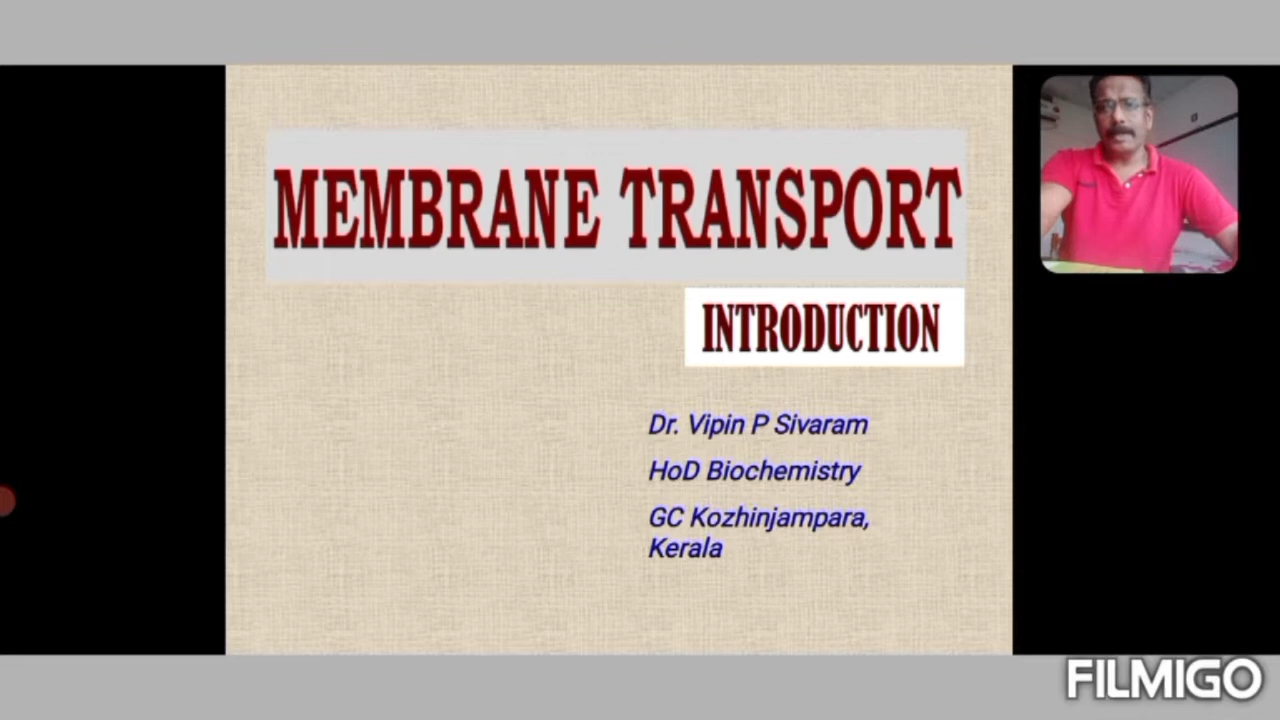 MEMBRANE TRANSPORT
INTRODUCTION
Dr. Vipin P Sivaram
HoD Biochemistry
GC Kozhinjampara,
Kerala
FILMIGO